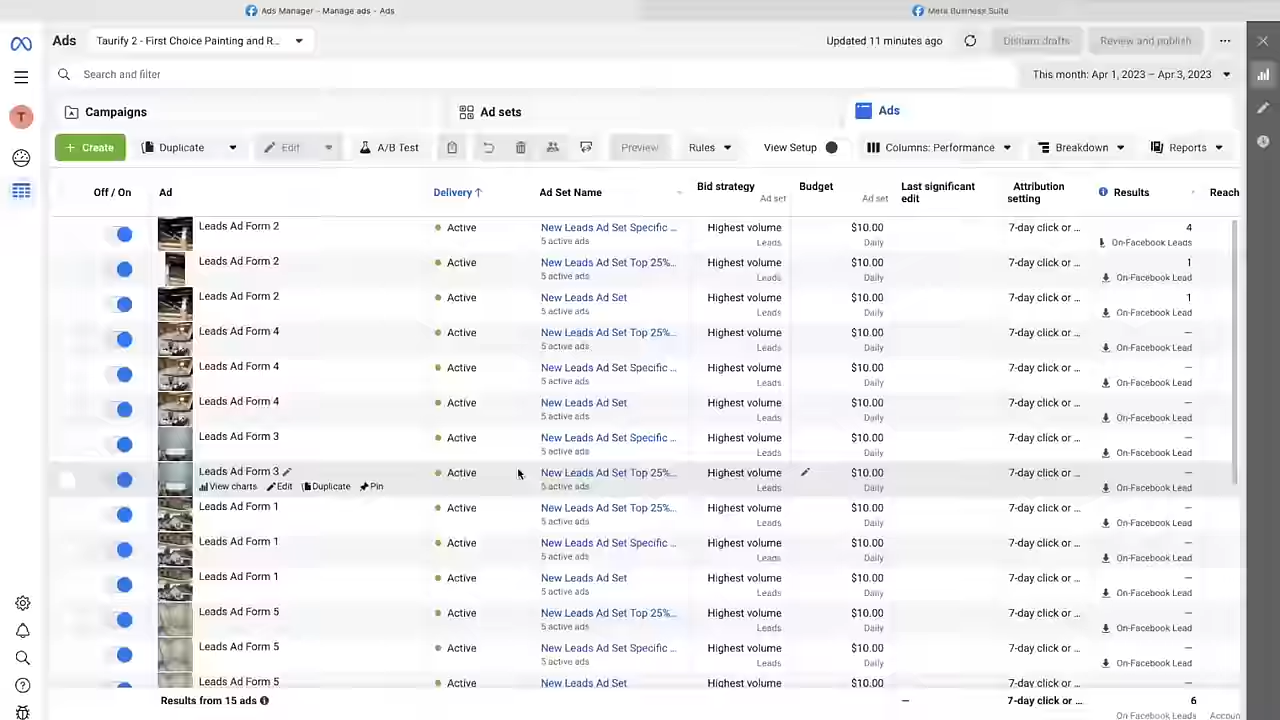 Ads Manager - Manage ads - Ads
Meta Business Suite
Ads
Taurify 2 - First Choice Painting and R...
Updated 11 minutes ago
Discard drafts
Review and publish
T
Search and filter
This month: Apr 1, 2023 – Apr 3, 2023
Campaigns
Ad sets
Ads
+ Create
Duplicate
Edit
A/B Test
Preview
Rules
View Setup
Columns: Performance
Breakdown
Reports
Off / On
Ad
Delivery ↑
Ad Set Name
Bid strategy
Ad set
Budget
Ad set
Last significant
edit
Attribution
setting
Results
Reach
Leads Ad Form 2 Active New Leads Ad Set Specific ... Highest volume $10.00 7-day click or ... 4
5 active ads Leads Daily On-Facebook Leads
Leads Ad Form 2 Active New Leads Ad Set Top 25%... Highest volume $10.00 7-day click or ... 1
5 active ads Leads Daily On-Facebook Lead
Leads Ad Form 2 Active New Leads Ad Set Highest volume $10.00 7-day click or ... 1
5 active ads Leads Daily On-Facebook Lead
Leads Ad Form 4 Active New Leads Ad Set Top 25%... Highest volume $10.00 7-day click or ... —
5 active ads Leads Daily On-Facebook Lead
Leads Ad Form 4 Active New Leads Ad Set Specific ... Highest volume $10.00 7-day click or ... —
5 active ads Leads Daily On-Facebook Lead
Leads Ad Form 4 Active New Leads Ad Set Highest volume $10.00 7-day click or ... —
5 active ads Leads Daily On-Facebook Lead
Leads Ad Form 3 Active New Leads Ad Set Specific ... Highest volume $10.00 7-day click or ... —
5 active ads Leads Daily On-Facebook Lead
Leads Ad Form 3 Active New Leads Ad Set Top 25%... Highest volume $10.00 7-day click or ... —
View charts Edit Duplicate Pin 5 active ads Leads Daily On-Facebook Lead
Leads Ad Form 1 Active New Leads Ad Set Top 25%... Highest volume $10.00 7-day click or ... —
5 active ads Leads Daily On-Facebook Lead
Leads Ad Form 1 Active New Leads Ad Set Specific ... Highest volume $10.00 7-day click or ... —
5 active ads Leads Daily On-Facebook Lead
Leads Ad Form 1 Active New Leads Ad Set Highest volume $10.00 7-day click or ... —
5 active ads Leads Daily On-Facebook Lead
Leads Ad Form 5 Active New Leads Ad Set Top 25%... Highest volume $10.00 7-day click or ... —
5 active ads Leads Daily On-Facebook Lead
Leads Ad Form 5 Active New Leads Ad Set Specific ... Highest volume $10.00 7-day click or ... —
5 active ads Leads Daily On-Facebook Lead
Leads Ad Form 5 Active New Leads Ad Set Highest volume $10.00 7-day click or ... —
Results from 15 ads — 7-day click or ... 6
On-Facebook Leads Accoun